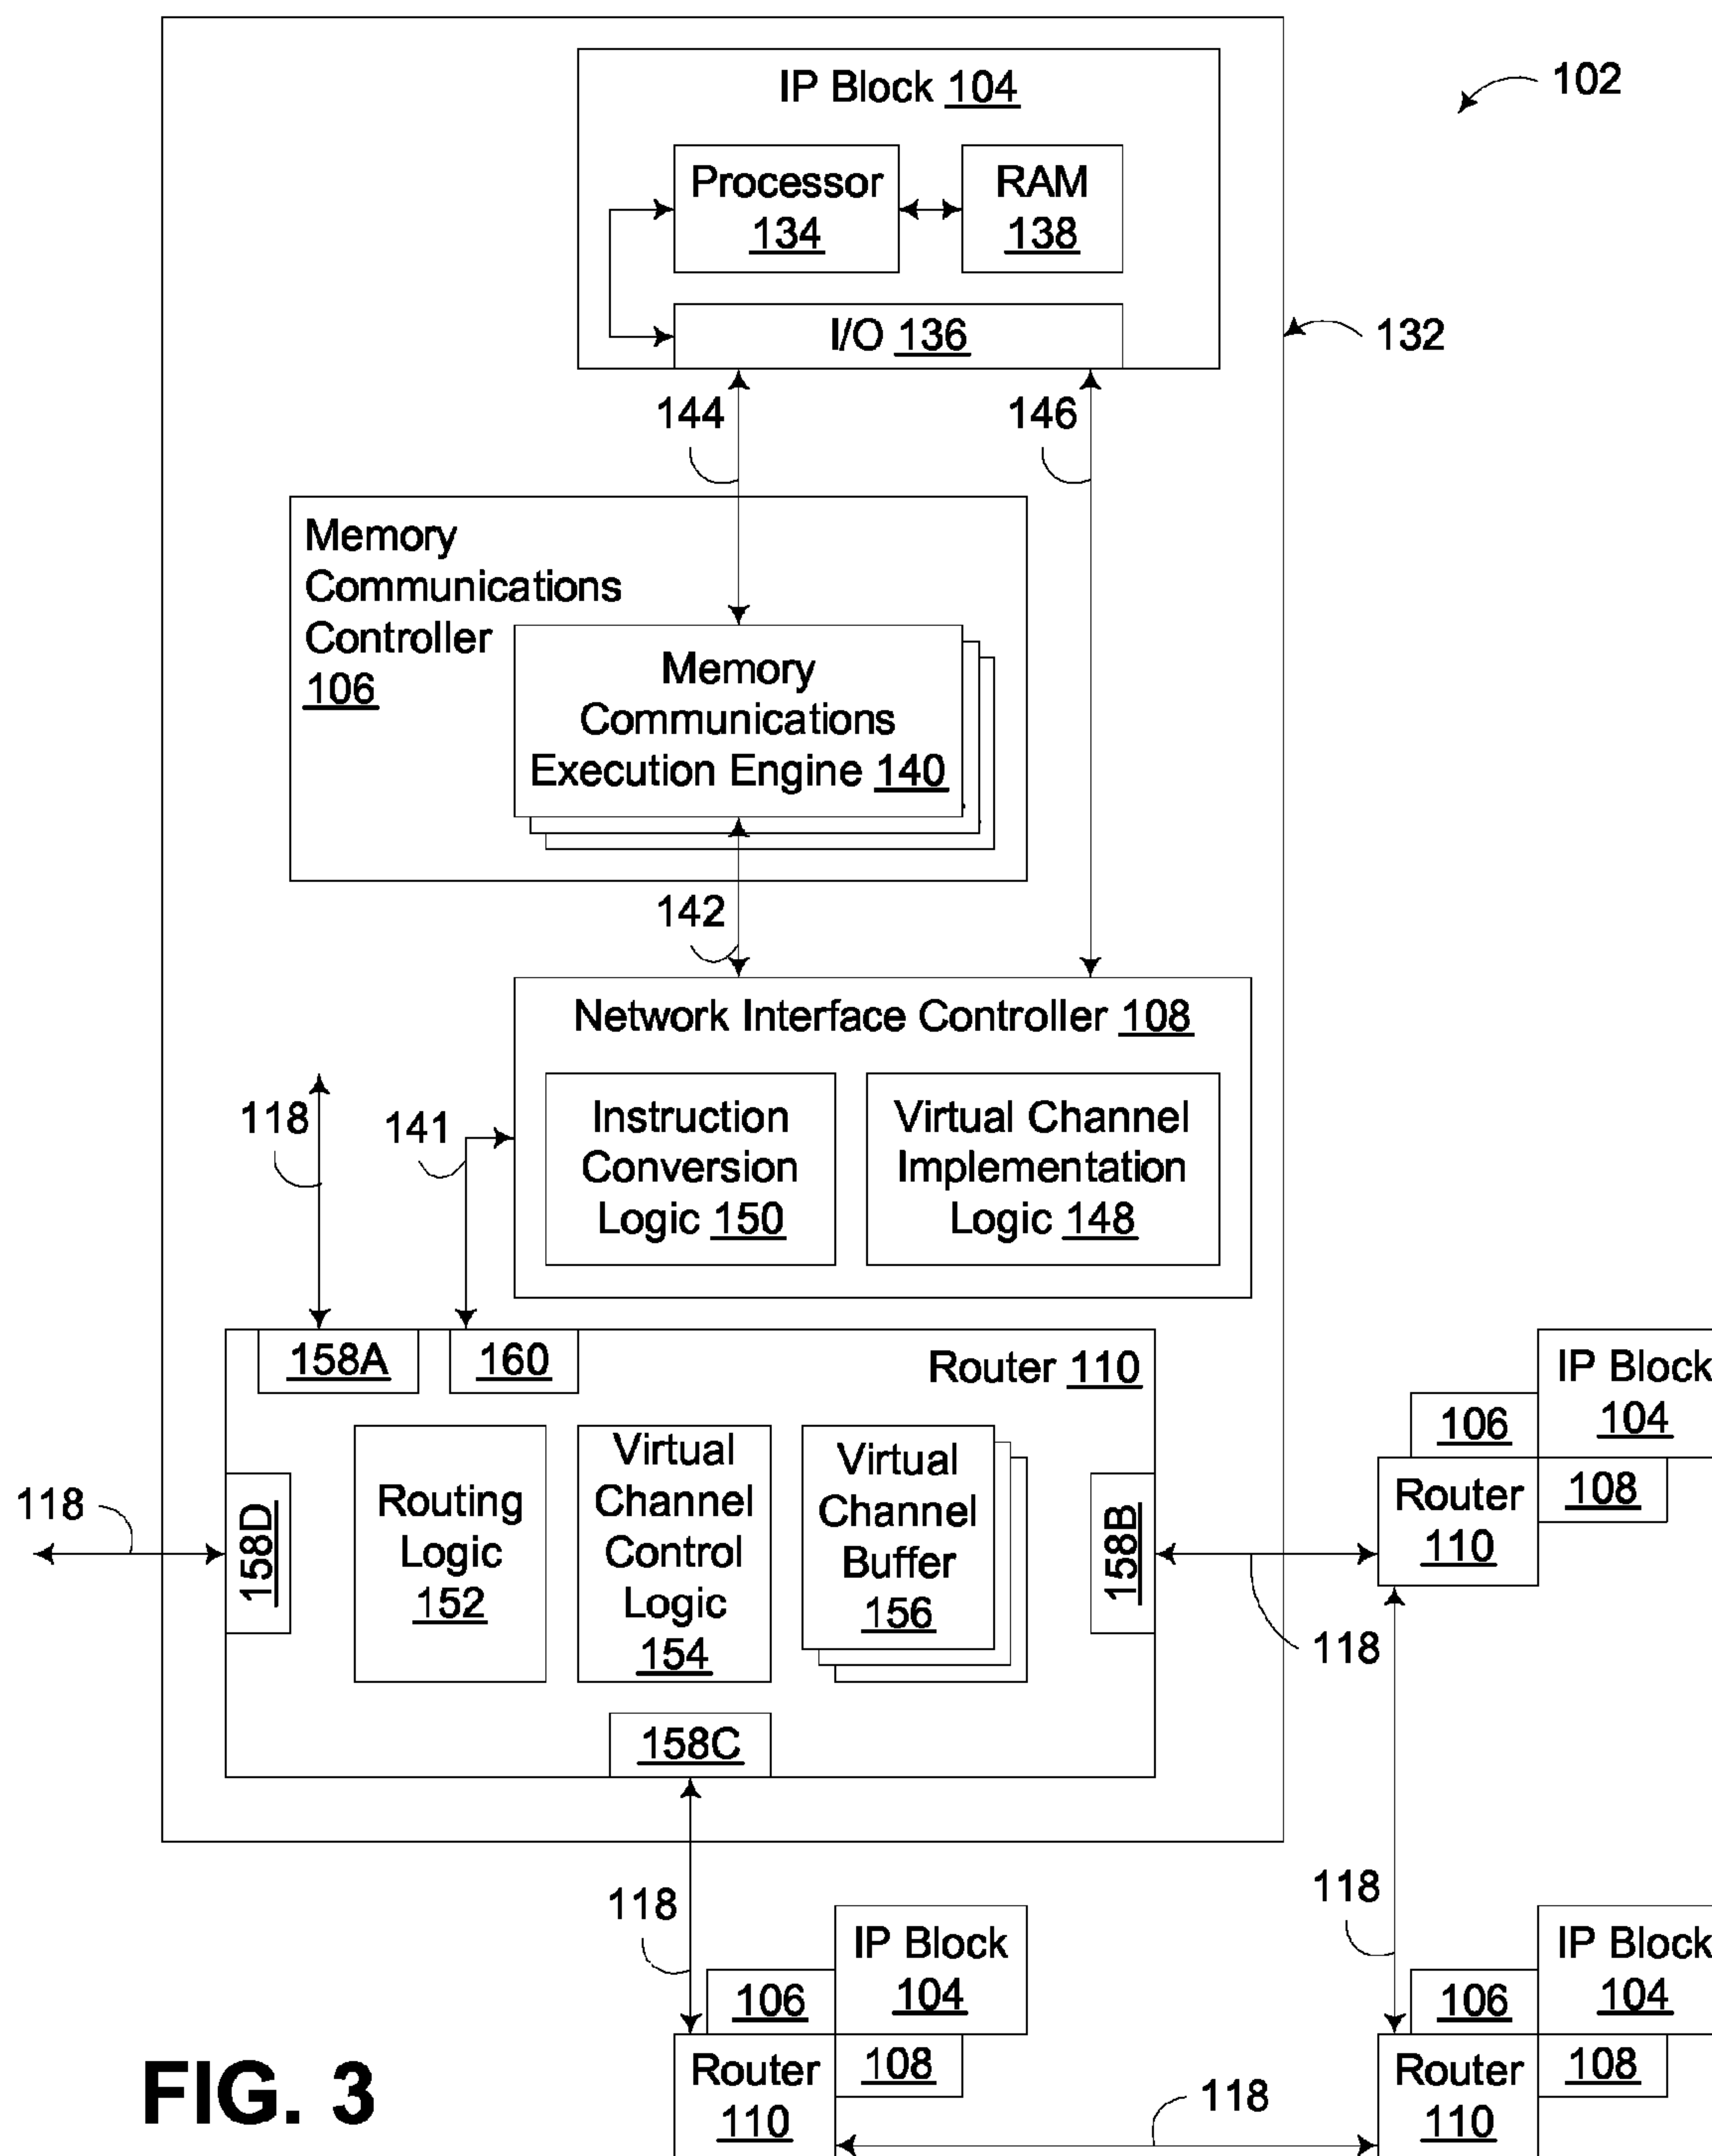 IP Block 104
102
Processor
134
RAM
138
I/O 136
132
144
146
Memory
Communications
Controller
106
Memory
Communications
Execution Engine 140
142
Network Interface Controller 108
118
141
Instruction
Conversion
Logic 150
Virtual Channel
Implementation
Logic 148
158A
160
Router 110
118
158D
Routing
Logic
152
Virtual
Channel
Control
Logic
154
Virtual
Channel
Buffer
156
158B
158C
118
IP Block
104
106
Router
110
108
118
118
IP Block
104
106
Router
110
108
118
IP Block
104
106
Router
110
108
118
FIG. 3